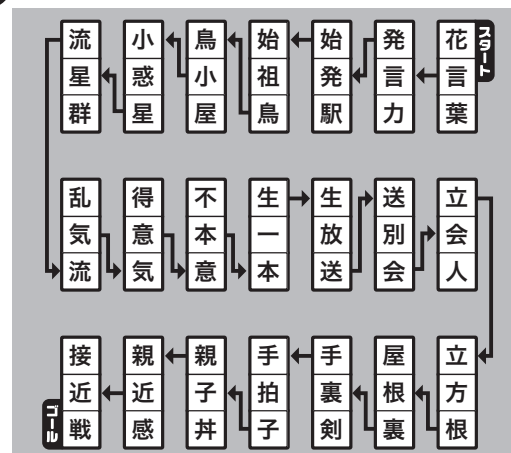 スタート
花言葉
発言力
始発駅
始祖鳥
鳥小屋
小惑星
流星群
乱気流
得意気
不本意
生一本
生放送
送別会
立会人
立方根
屋根裏
手裏剣
手拍子
親子丼
親近感
接近戦
ゴール